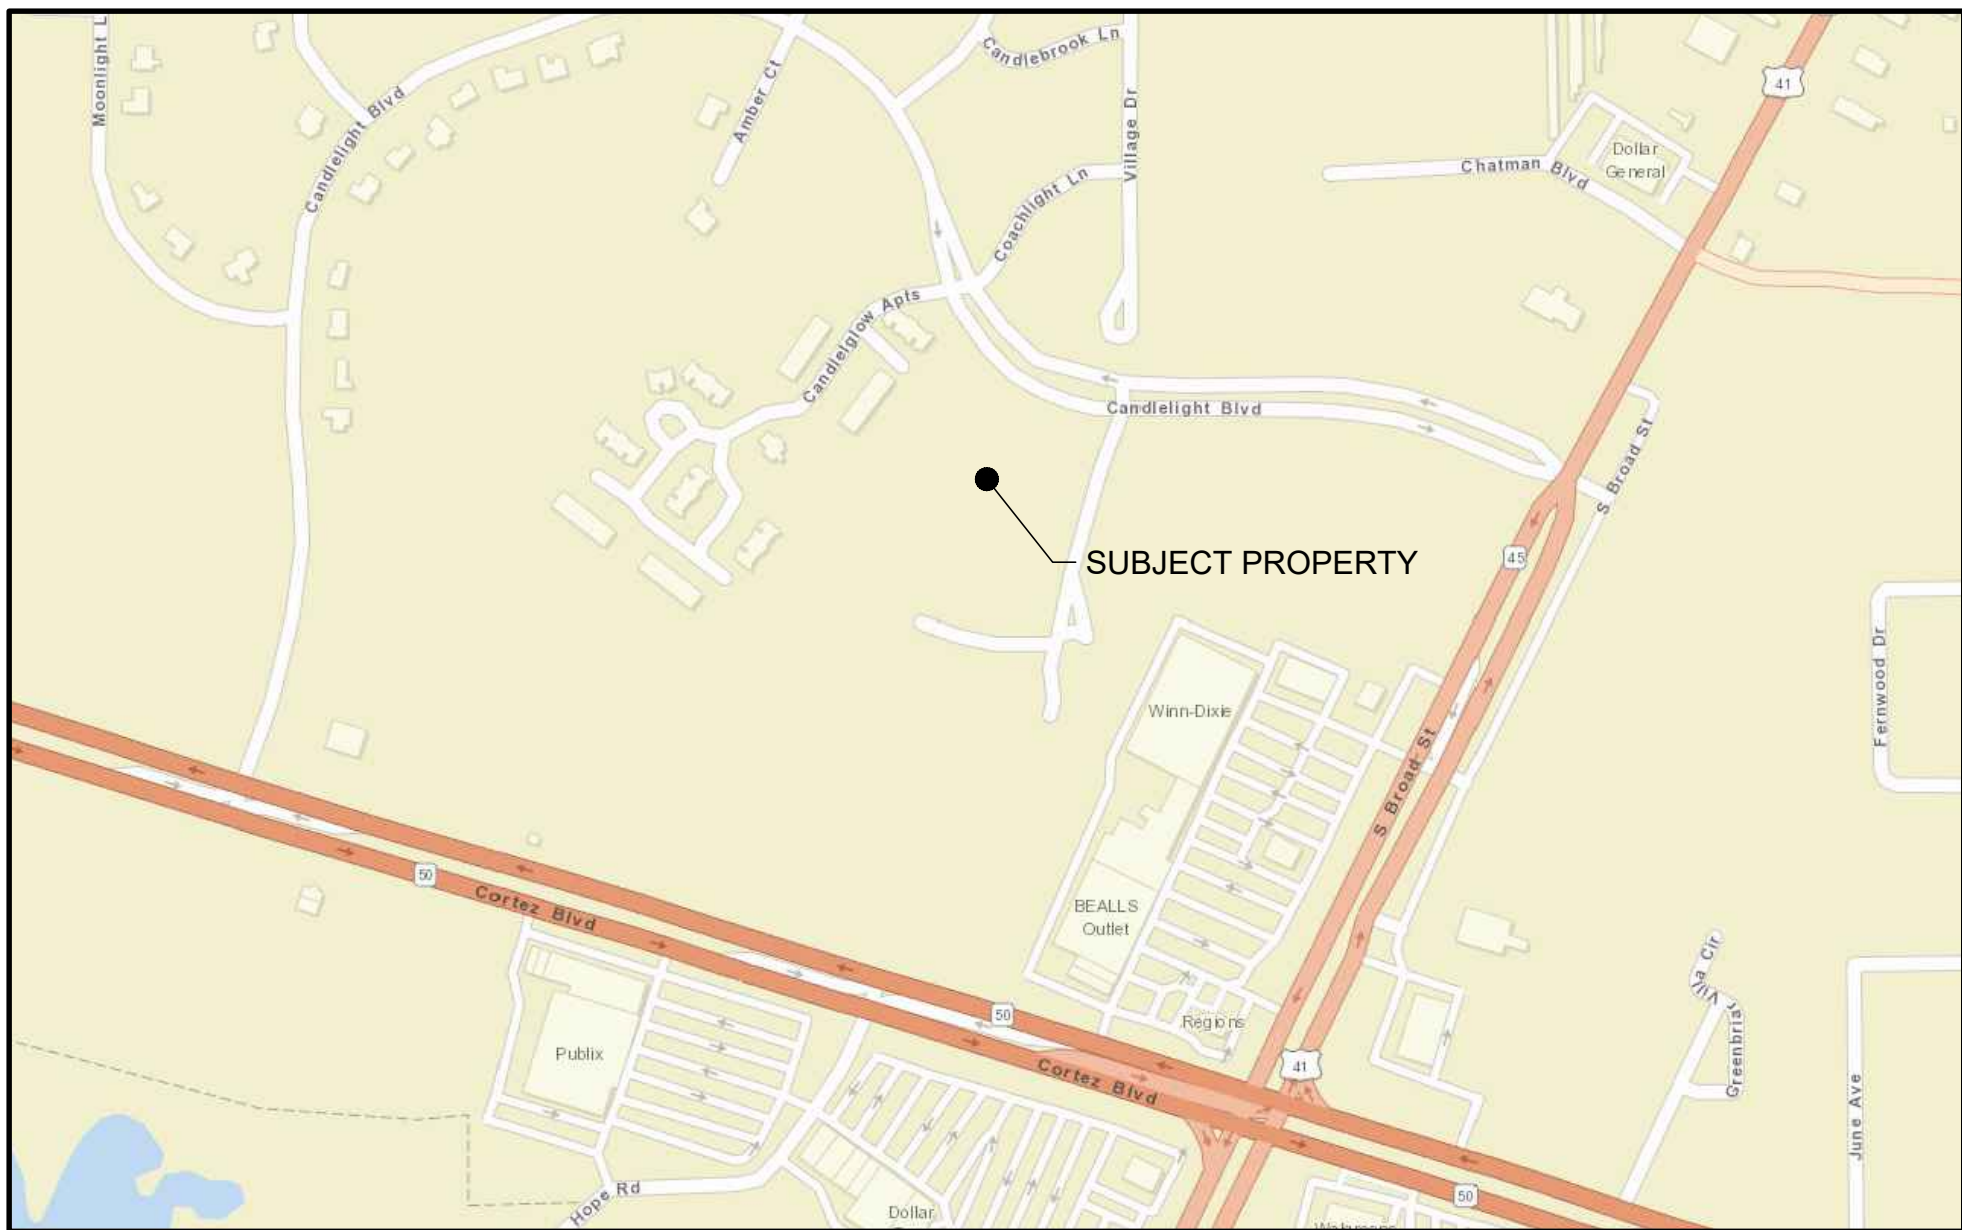 Moonlight L
Candlelight Blvd
Amber Ct
Candlebrook Ln
Village Dr
Coachlight Ln
41
Dollar
General
Chatman Blvd
Candlelglow Apts
Candlelight Blvd
S Broad St
SUBJECT PROPERTY
45
Fernwood Dr
Winn-Dixie
S Broad St
50
Cortez Blvd
BEALLS
Outlet
50
Regions
Publix
Cortez Blvd
41
Greenbriar Villa Cir
June Ave
Hope Rd
Dollar
50